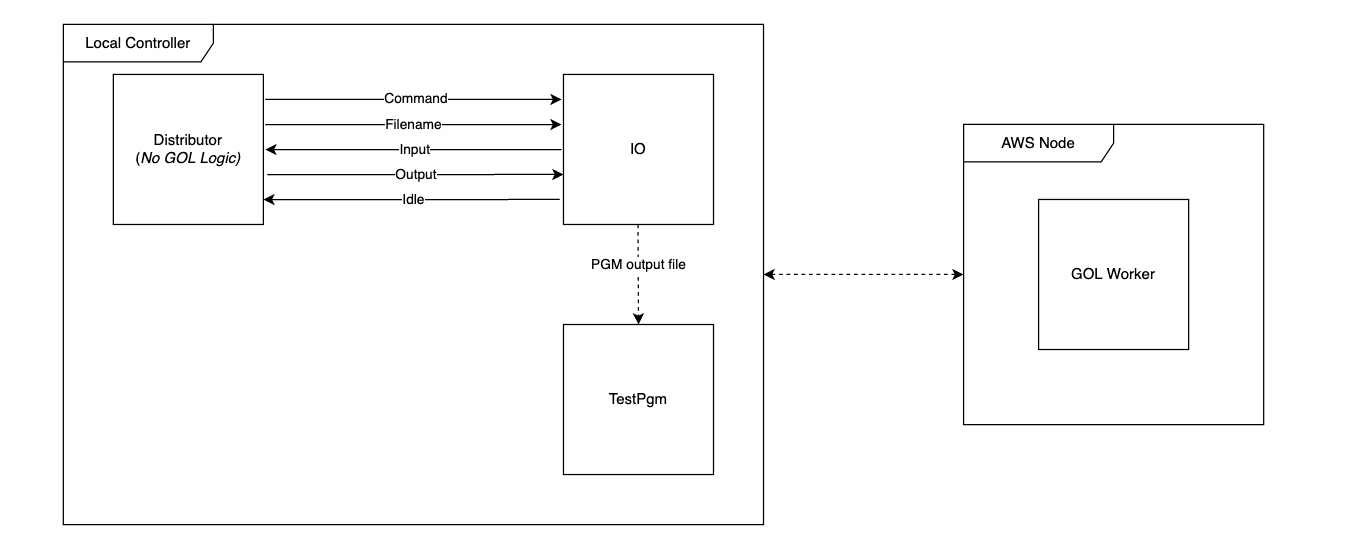 Local Controller
Distributor
(No GOL Logic)
Command
Filename
Input
Output
Idle
IO
PGM output file
TestPgm
AWS Node
GOL Worker